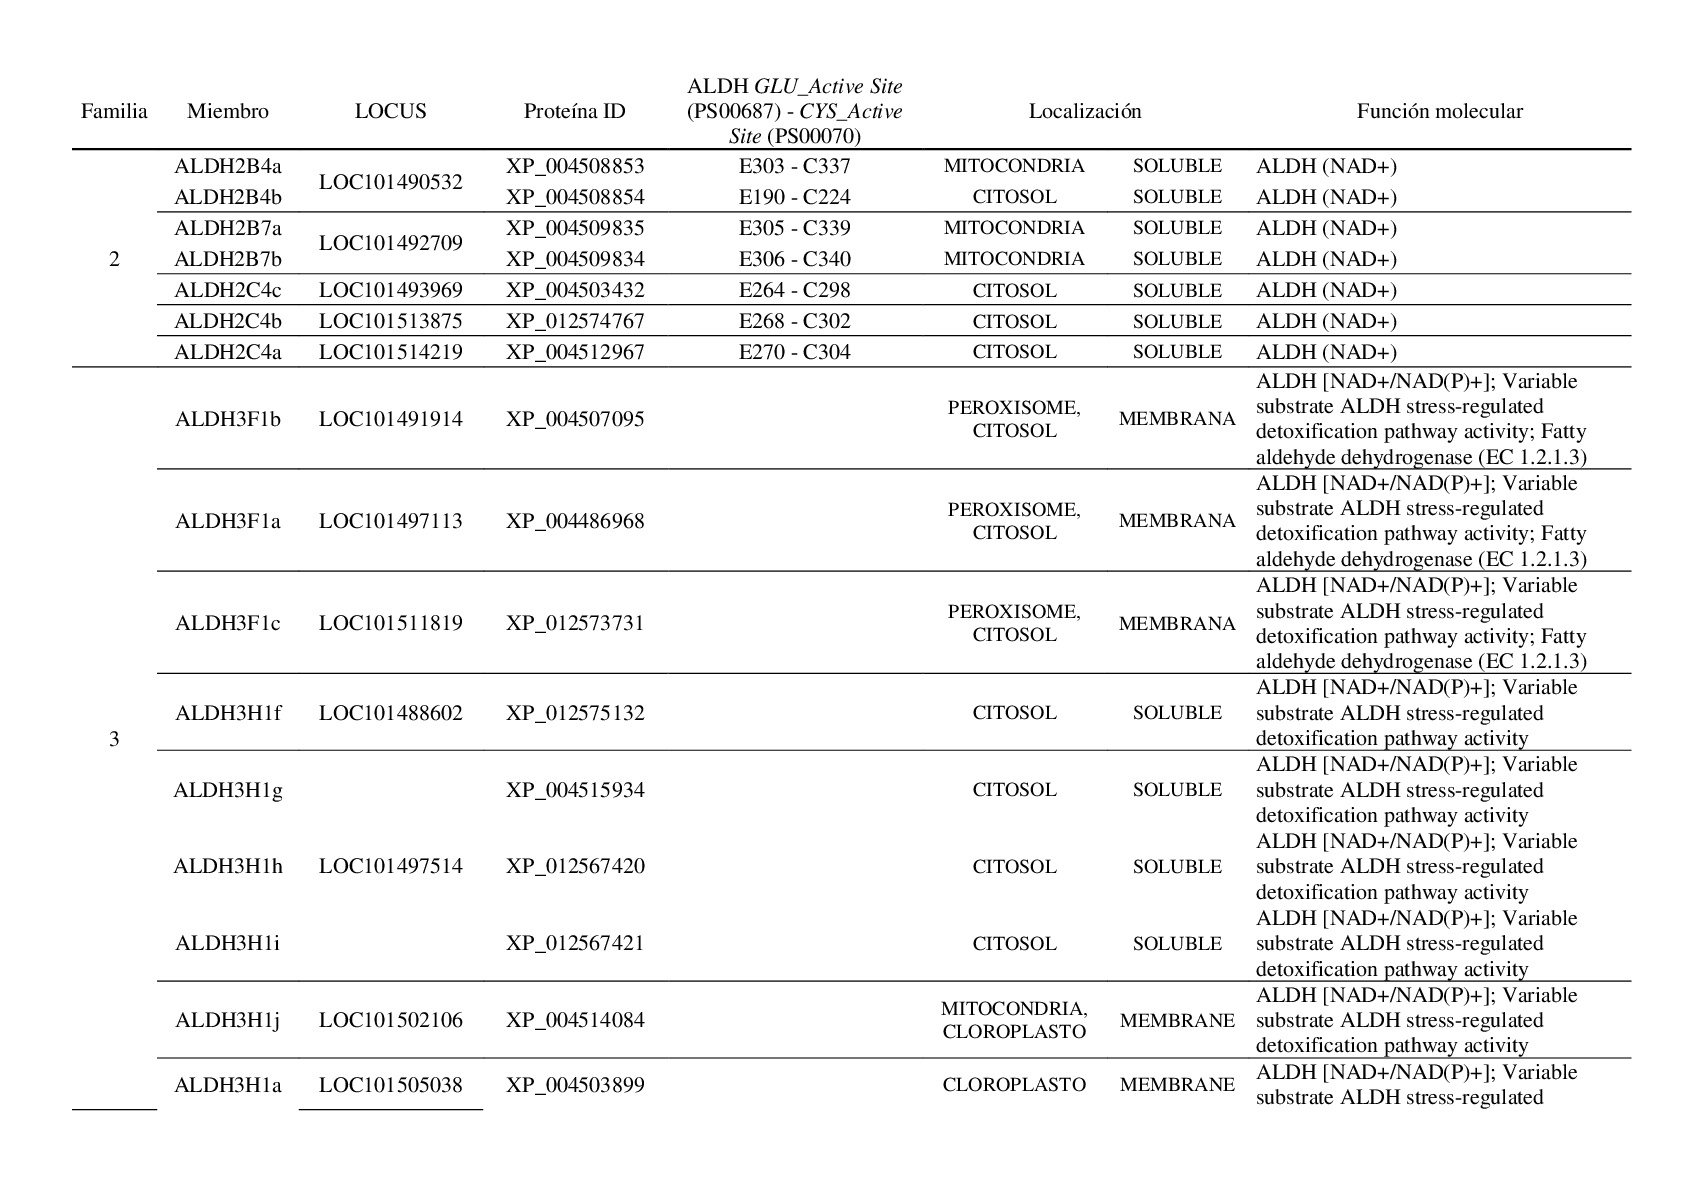 Familia Miembro LOCUS Proteína ID ALDH GLU_Active Site (PS00687) - CYS_Active Site (PS00070) Localización Función molecular
2
ALDH2B4a LOC101490532 XP_004508853 E303 - C337 MITOCONDRIA SOLUBLE ALDH (NAD+)
ALDH2B4b XP_004508854 E190 - C224 CITOSOL SOLUBLE ALDH (NAD+)
ALDH2B7a LOC101492709 XP_004509835 E305 - C339 MITOCONDRIA SOLUBLE ALDH (NAD+)
ALDH2B7b XP_004509834 E306 - C340 MITOCONDRIA SOLUBLE ALDH (NAD+)
ALDH2C4c LOC101493969 XP_004503432 E264 - C298 CITOSOL SOLUBLE ALDH (NAD+)
ALDH2C4b LOC101513875 XP_012574767 E268 - C302 CITOSOL SOLUBLE ALDH (NAD+)
ALDH2C4a LOC101514219 XP_004512967 E270 - C304 CITOSOL SOLUBLE ALDH (NAD+)
3
ALDH3F1b LOC101491914 XP_004507095 PEROXISOME, CITOSOL MEMBRANA ALDH [NAD+/NAD(P)+]; Variable
substrate ALDH stress-regulated
detoxification pathway activity; Fatty
aldehyde dehydrogenase (EC 1.2.1.3)
ALDH3F1a LOC101497113 XP_004486968 PEROXISOME, CITOSOL MEMBRANA ALDH [NAD+/NAD(P)+]; Variable
substrate ALDH stress-regulated
detoxification pathway activity; Fatty
aldehyde dehydrogenase (EC 1.2.1.3)
ALDH3F1c LOC101511819 XP_012573731 PEROXISOME, CITOSOL MEMBRANA ALDH [NAD+/NAD(P)+]; Variable
substrate ALDH stress-regulated
detoxification pathway activity; Fatty
aldehyde dehydrogenase (EC 1.2.1.3)
ALDH3H1f LOC101488602 XP_012575132 CITOSOL SOLUBLE ALDH [NAD+/NAD(P)+]; Variable
substrate ALDH stress-regulated
detoxification pathway activity
ALDH3H1g XP_004515934 CITOSOL SOLUBLE ALDH [NAD+/NAD(P)+]; Variable
substrate ALDH stress-regulated
detoxification pathway activity
ALDH3H1h LOC101497514 XP_012567420 CITOSOL SOLUBLE ALDH [NAD+/NAD(P)+]; Variable
substrate ALDH stress-regulated
detoxification pathway activity
ALDH3H1i XP_012567421 CITOSOL SOLUBLE ALDH [NAD+/NAD(P)+]; Variable
substrate ALDH stress-regulated
detoxification pathway activity
ALDH3H1j LOC101502106 XP_004514084 MITOCONDRIA, CLOROPLASTO MEMBRANE ALDH [NAD+/NAD(P)+]; Variable
substrate ALDH stress-regulated
detoxification pathway activity
ALDH3H1a LOC101505038 XP_004503899 CLOROPLASTO MEMBRANE ALDH [NAD+/NAD(P)+]; Variable
substrate ALDH stress-regulated